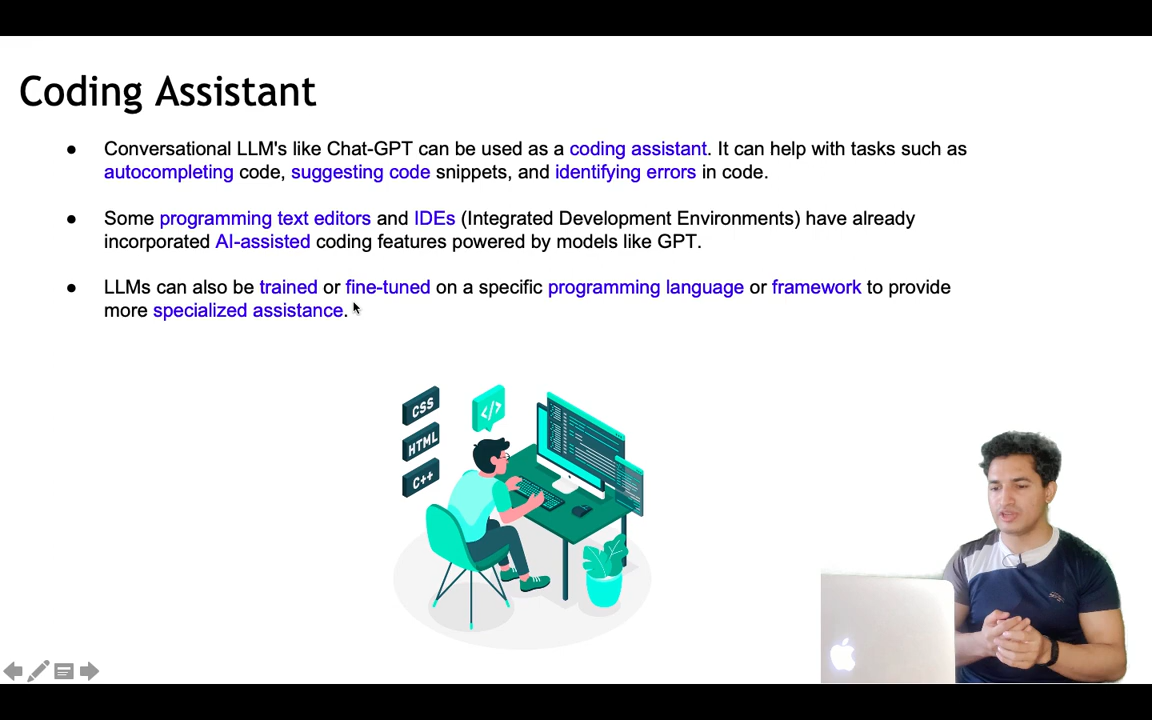 Coding Assistant
● Conversational LLM's like Chat-GPT can be used as a coding assistant. It can help with tasks such as
autocompleting code, suggesting code snippets, and identifying errors in code.
● Some programming text editors and IDEs (Integrated Development Environments) have already
incorporated AI-assisted coding features powered by models like GPT.
● LLMs can also be trained or fine-tuned on a specific programming language or framework to provide
more specialized assistance.
CSS
</>
HTML
C++